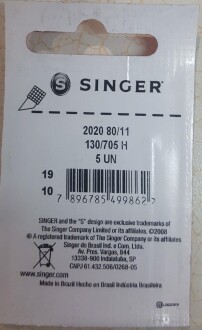 SINGER
2020 80/11
130/705 H
5 UN
19
10
7 896785 499862
SINGER and the "S" design are exclusive trademarks of
The Singer Company Limited or its affiliates. ©2008
® A registered trademark of The Singer Company Limited
or its affiliates
Singer do Brasil Ind. e Com. Ltda.
Av. Pres. Vargas, 844
13338-900 Indaiatuba, SP
www.singer.com
CNPJ 61.432.506/0268-05
Made in Brazil Hecho en Brasil Indústria Brasileira